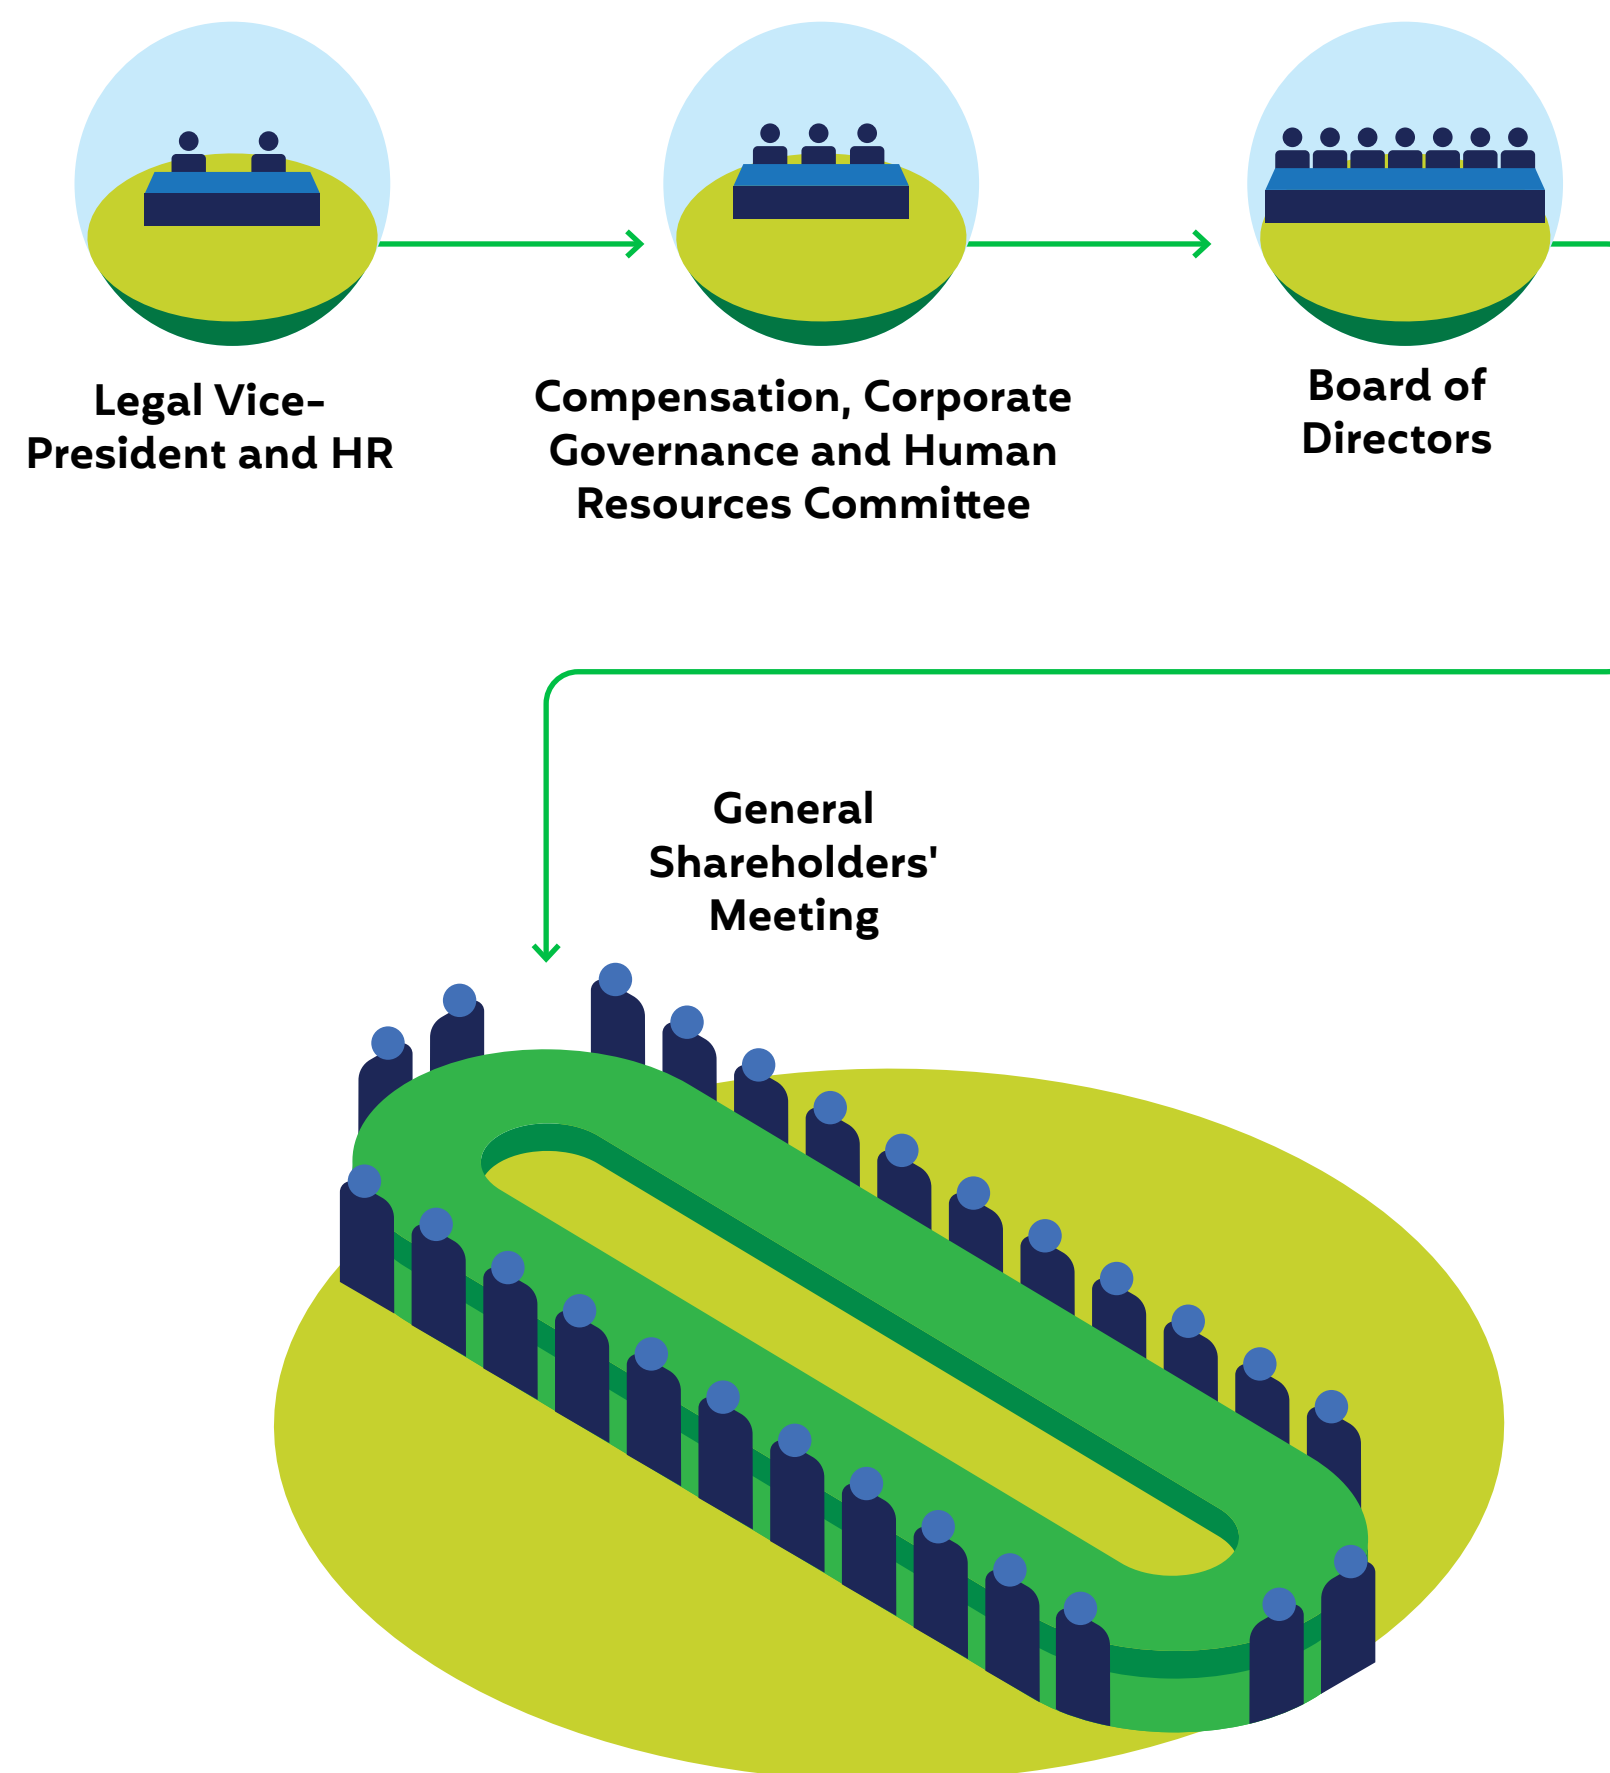 Legal Vice-
President and HR
Compensation, Corporate
Governance and Human
Resources Committee
Board of
Directors
General
Shareholders'
Meeting